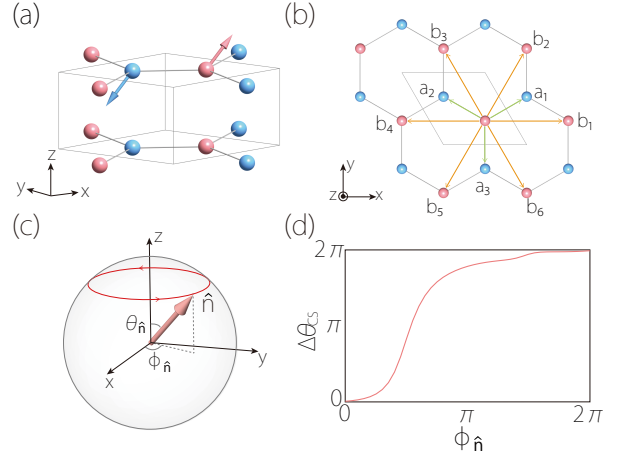 (a)
z
y
x
(b)
b₃
b₂
a₂
a₁
b₄
b₁
a₃
b₅
b₆
y
z
x
(c)
z
n̂
θn̂
ϕn̂
x
y
(d)
2π
π
0
ΔθCS
0
π
2π
ϕn̂